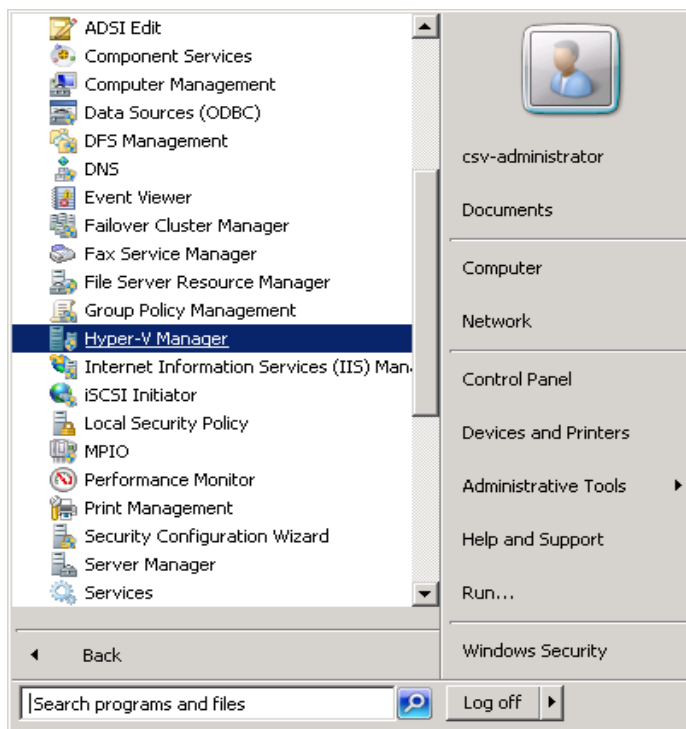 ADSI Edit
Component Services
Computer Management
Data Sources (ODBC)
DFS Management
DNS
Event Viewer
Failover Cluster Manager
Fax Service Manager
File Server Resource Manager
Group Policy Management
Hyper-V Manager
Internet Information Services (IIS) Man
iSCSI Initiator
Local Security Policy
MPIO
Performance Monitor
Print Management
Security Configuration Wizard
Server Manager
Services
Back
Search programs and files
csv-administrator
Documents
Computer
Network
Control Panel
Devices and Printers
Administrative Tools
Help and Support
Run...
Windows Security
Log off